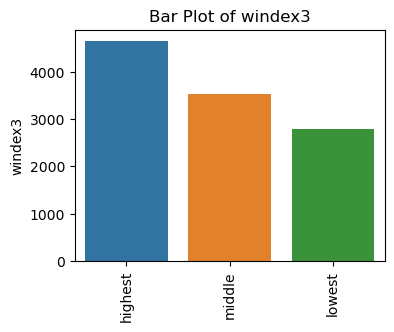 Bar Plot of windex3
windex3
4000
3000
2000
1000
0
highest
middle
lowest